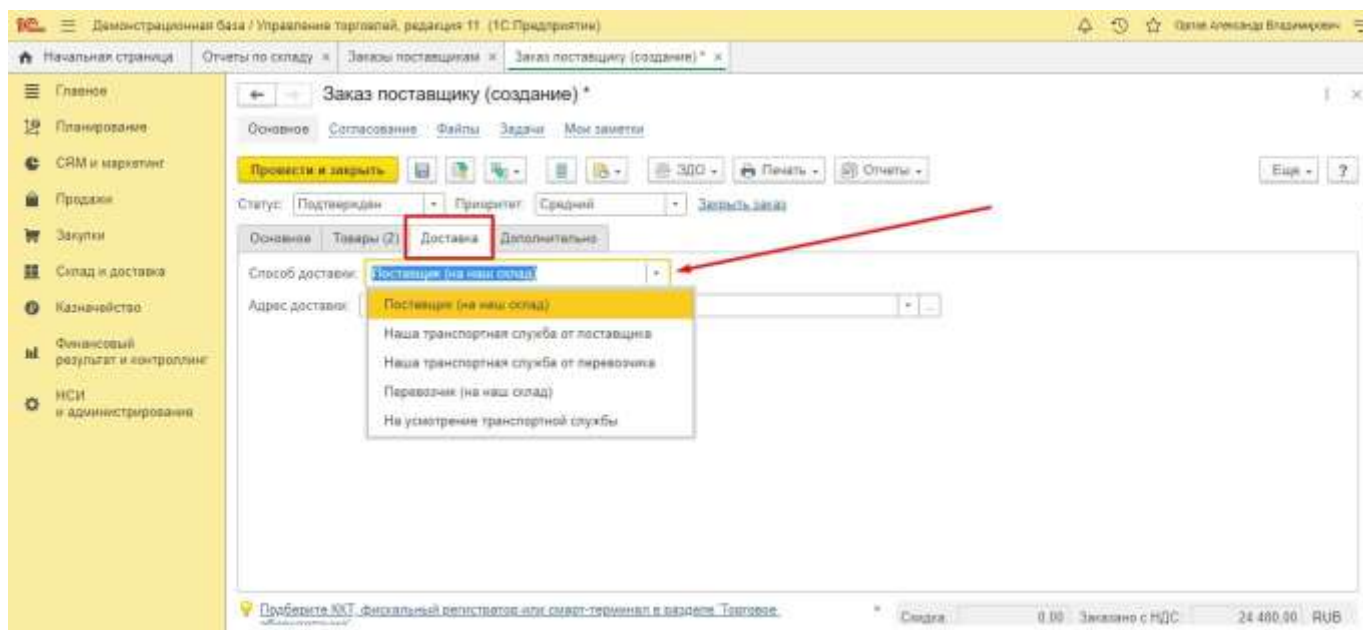 1С Демонстрационная база / Управление торговлей, редакция 11 (1С:Предприятие) Орлов Александр Владимирович
Начальная страница Отчеты по складу × Заказы поставщикам × Заказ поставщику (создание) * ×
Главное
Планирование
CRM и маркетинг
Продажи
Закупки
Склад и доставка
Казначейство
Финансовый
результат и контроллинг
НСИ
и администрирование
Заказ поставщику (создание) *
Основное Согласование Файлы Задачи Мои заметки
Провести и закрыть ЭДО Печать Отчеты Еще ?
Статус: Подтвержден Приоритет: Средний Закрыть заказ
Основное Товары (2) Доставка Дополнительно
Способ доставки: Поставщик (на наш склад)
Адрес доставки:
Поставщик (на наш склад)
Наша транспортная служба от поставщика
Наша транспортная служба от перевозчика
Перевозчик (на наш склад)
На усмотрение транспортной службы
Подберите ККТ, фискальный регистратор или смарт-терминал в разделе "Торговое
Скидка: 0.00 Заказано с НДС: 24 480.00 RUB